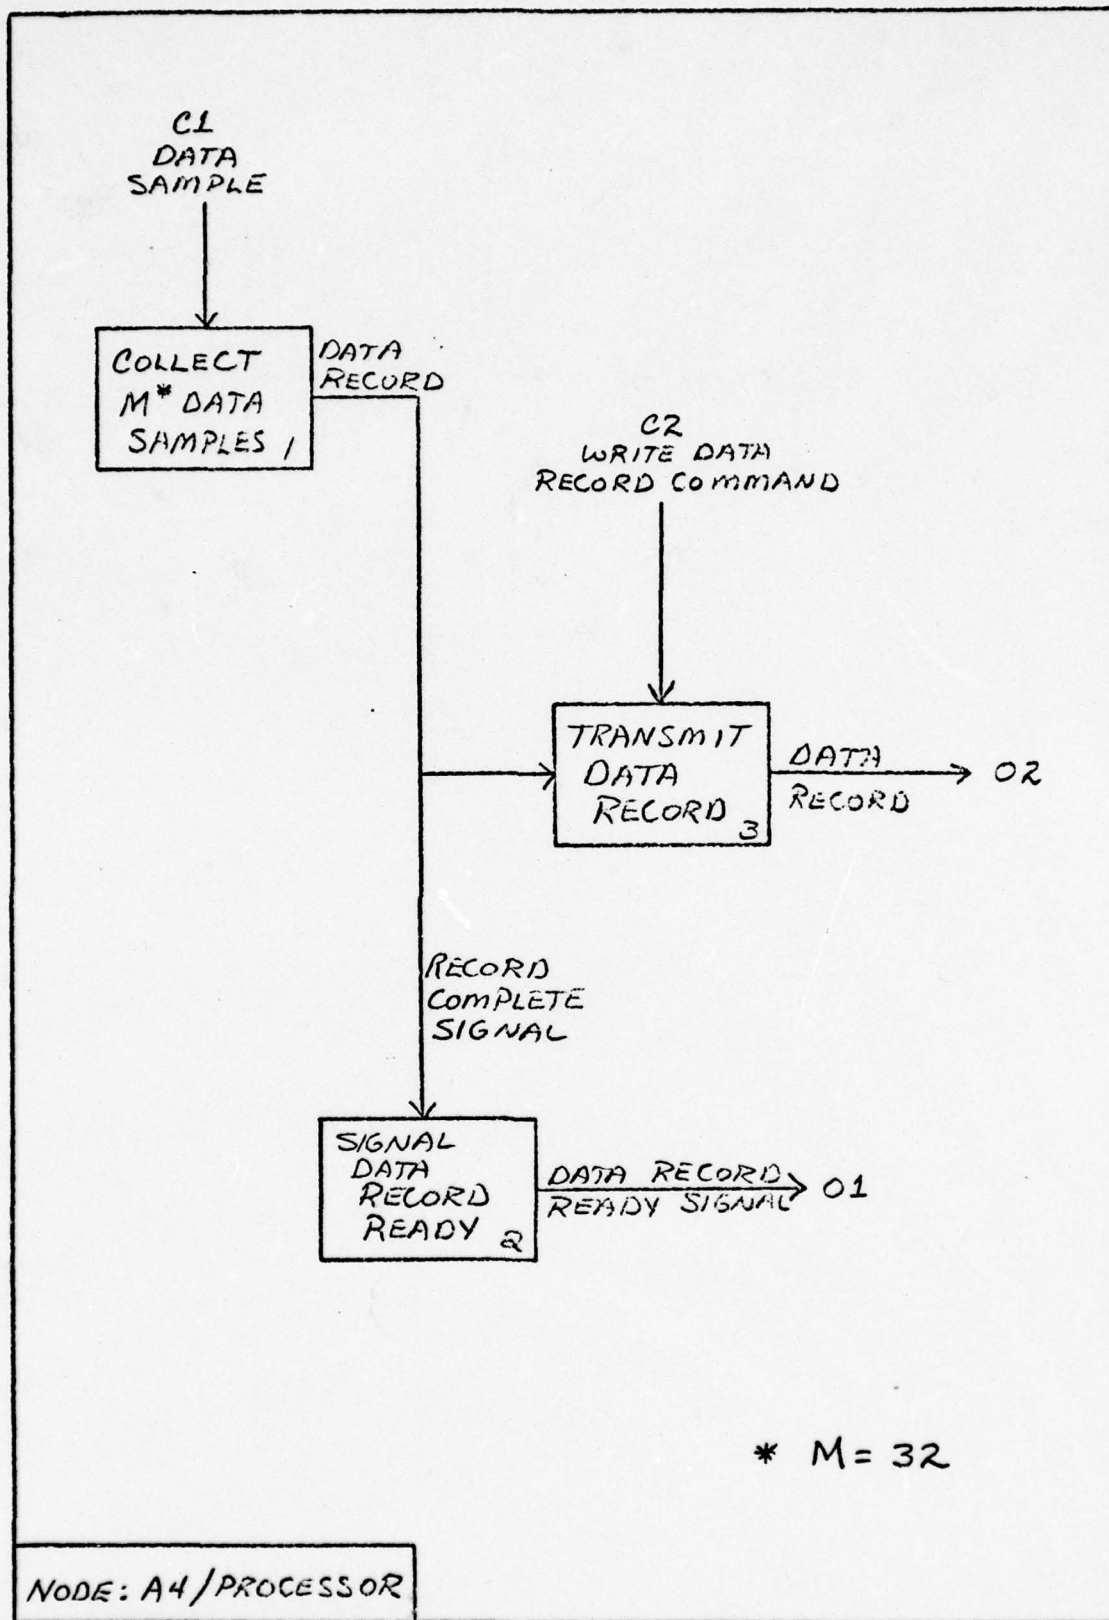 C1
DATA
SAMPLE
COLLECT
M* DATA
SAMPLES 1
DATA
RECORD
C2
WRITE DATA
RECORD COMMAND
TRANSMIT
DATA
RECORD 3
DATA
RECORD
O2
RECORD
COMPLETE
SIGNAL
SIGNAL
DATA
RECORD
READY 2
DATA RECORD
READY SIGNAL
O1
* M = 32
NODE: A4/PROCESSOR